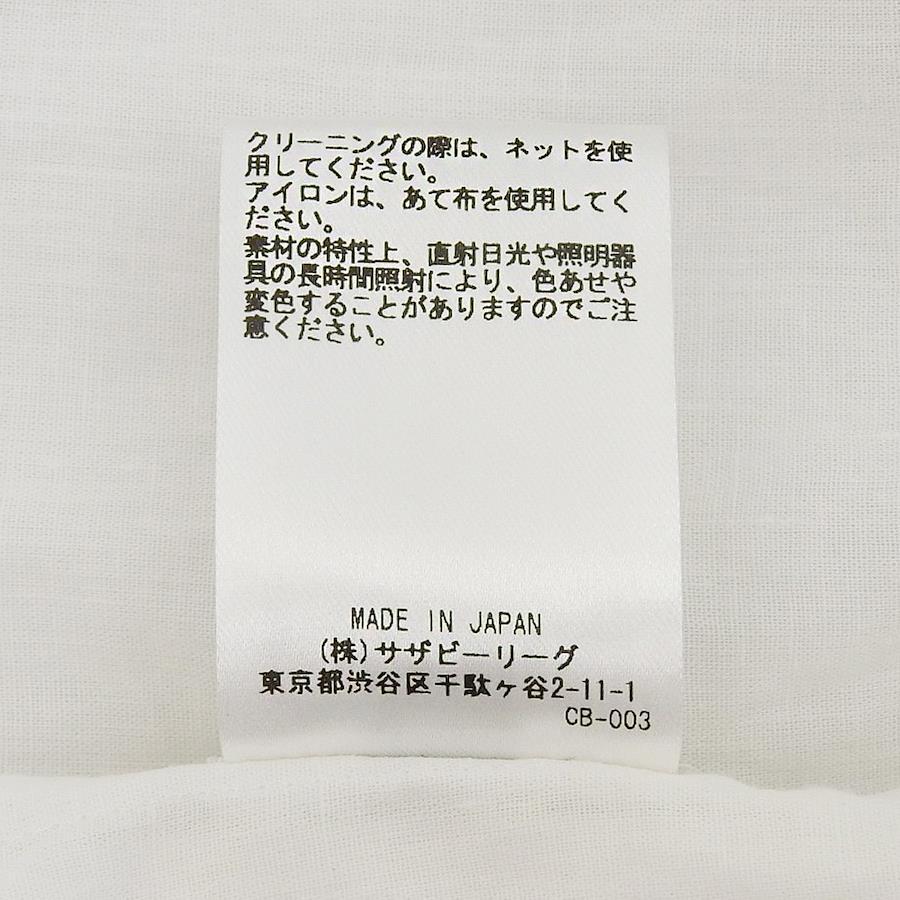 クリーニングの際は、ネットを使
用してください。
アイロンは、あて布を使用してく
ださい。
素材の特性上、直射日光や照明器
具の長時間照射により、色あせや
変色することがありますのでご注
意ください。
MADE IN JAPAN
(株)サザビーリーグ
東京都渋谷区千駄ヶ谷2-11-1
CB-003